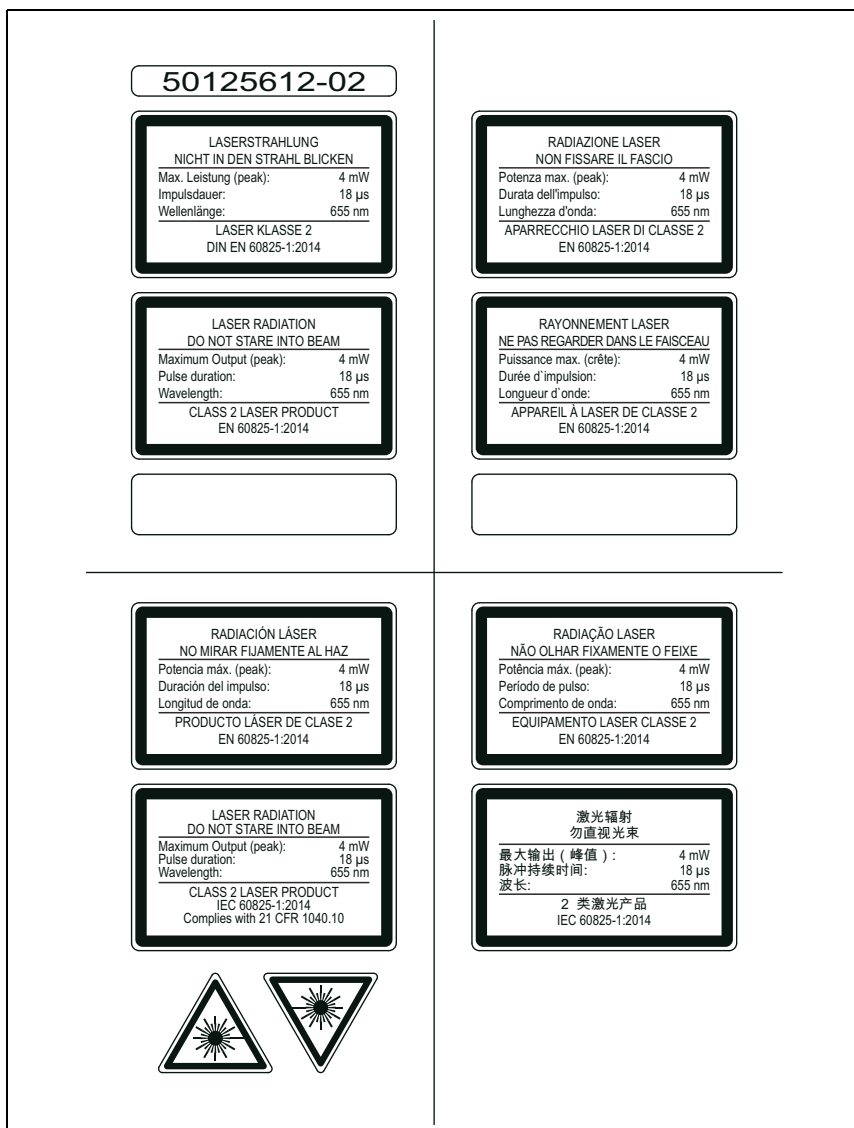 50125612-02
LASERSTRAHLUNG
NICHT IN DEN STRAHL BLICKEN
Max. Leistung (peak): 4 mW
Impulsdauer: 18 µs
Wellenlänge: 655 nm
LASER KLASSE 2
DIN EN 60825-1:2014
RADIAZIONE LASER
NON FISSARE IL FASCIO
Potenza max. (peak): 4 mW
Durata dell'impulso: 18 µs
Lunghezza d'onda: 655 nm
APARRECCHIO LASER DI CLASSE 2
EN 60825-1:2014
LASER RADIATION
DO NOT STARE INTO BEAM
Maximum Output (peak): 4 mW
Pulse duration: 18 µs
Wavelength: 655 nm
CLASS 2 LASER PRODUCT
EN 60825-1:2014
RAYONNEMENT LASER
NE PAS REGARDER DANS LE FAISCEAU
Puissance max. (crête): 4 mW
Durée d`impulsion: 18 µs
Longueur d`onde: 655 nm
APPAREIL À LASER DE CLASSE 2
EN 60825-1:2014
RADIACIÓN LÁSER
NO MIRAR FIJAMENTE AL HAZ
Potencia máx. (peak): 4 mW
Duración del impulso: 18 µs
Longitud de onda: 655 nm
PRODUCTO LÁSER DE CLASE 2
EN 60825-1:2014
RADIAÇÃO LASER
NÃO OLHAR FIXAMENTE O FEIXE
Potência máx. (peak): 4 mW
Período de pulso: 18 µs
Comprimento de onda: 655 nm
EQUIPAMENTO LASER CLASSE 2
EN 60825-1:2014
LASER RADIATION
DO NOT STARE INTO BEAM
Maximum Output (peak): 4 mW
Pulse duration: 18 µs
Wavelength: 655 nm
CLASS 2 LASER PRODUCT
IEC 60825-1:2014
Complies with 21 CFR 1040.10
激光辐射
勿直视光束
最大输出 ( 峰值 ) : 4 mW
脉冲持续时间: 18 µs
波长: 655 nm
2 类激光产品
IEC 60825-1:2014